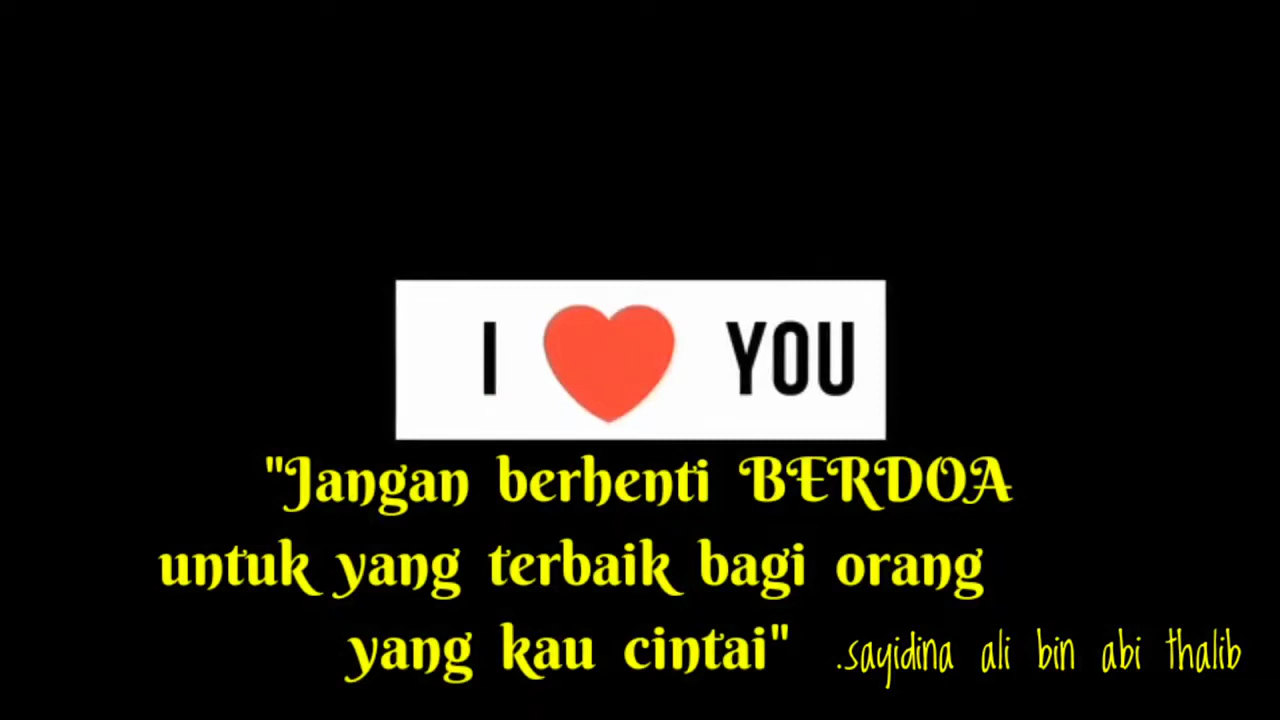 I YOU
"Jangan berhenti BERDOA
untuk yang terbaik bagi orang
yang kau cintai" .sayidina ali bin abi thalib